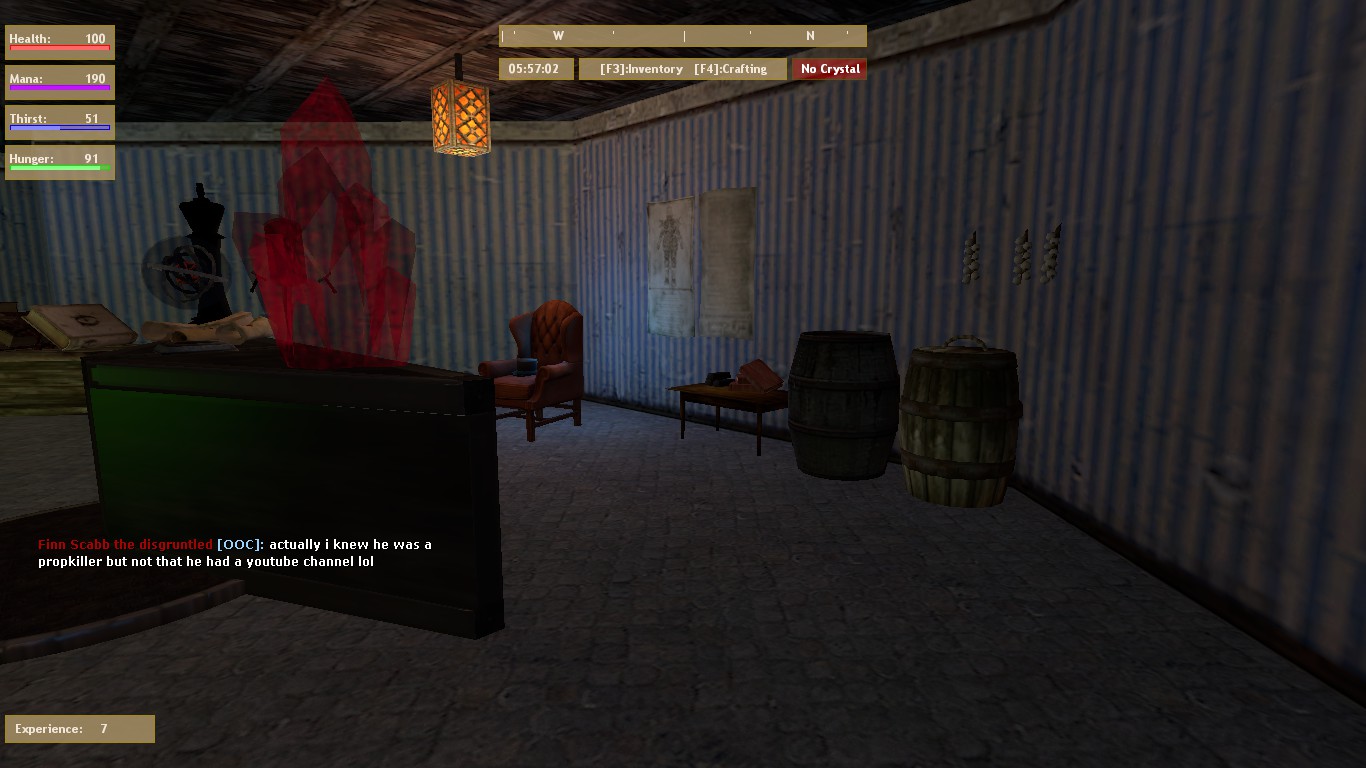 Health: 100
Mana: 190
Thirst: 51
Hunger: 91
W N
05:57:02 [F3]:Inventory [F4]:Crafting No Crystal
Finn Scabb the disgruntled [OOC]: actually i knew he was a
propkiller but not that he had a youtube channel lol
Experience: 7